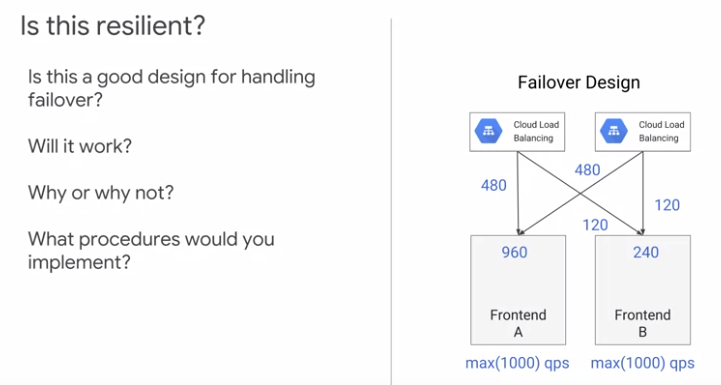 Is this resilient?
Is this a good design for handling
failover?
Will it work?
Why or why not?
What procedures would you
implement?
Failover Design
Cloud Load
Balancing
Cloud Load
Balancing
480
480
120
120
960
240
Frontend
A
Frontend
B
max(1000) qps
max(1000) qps